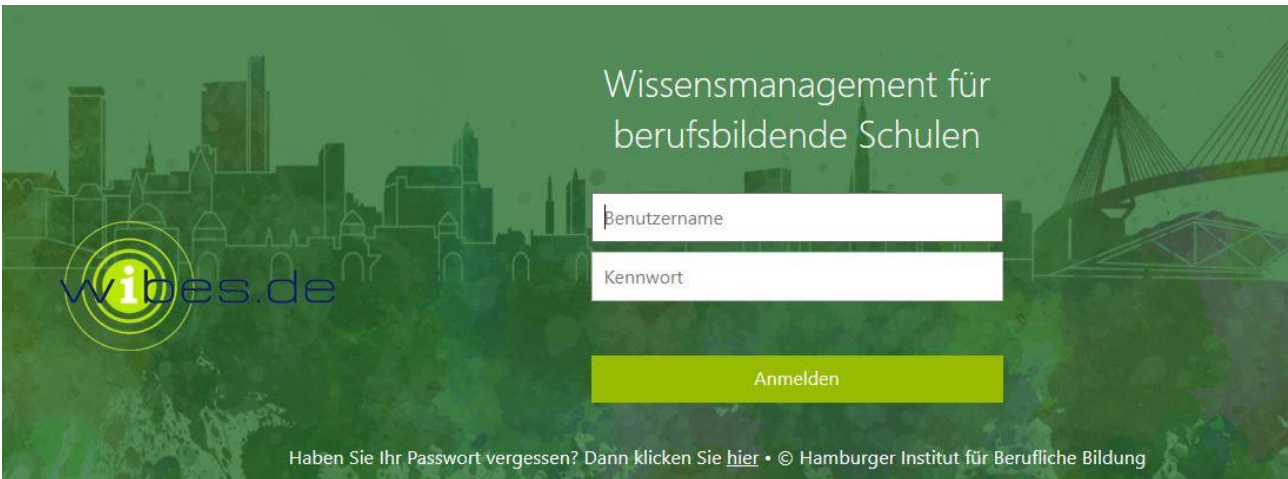 Wissensmanagement für
berufsbildende Schulen
Benutzername
wibes.de
Kennwort
Anmelden
Haben Sie Ihr Passwort vergessen? Dann klicken Sie hier • © Hamburger Institut für Berufliche Bildung